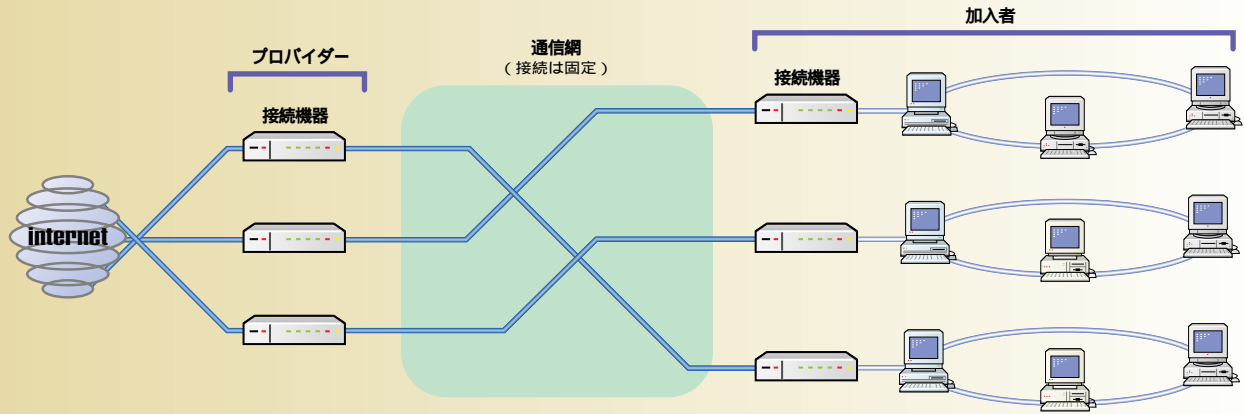 加入者
通信網
（接続は固定）
プロバイダー
接続機器
接続機器
internet